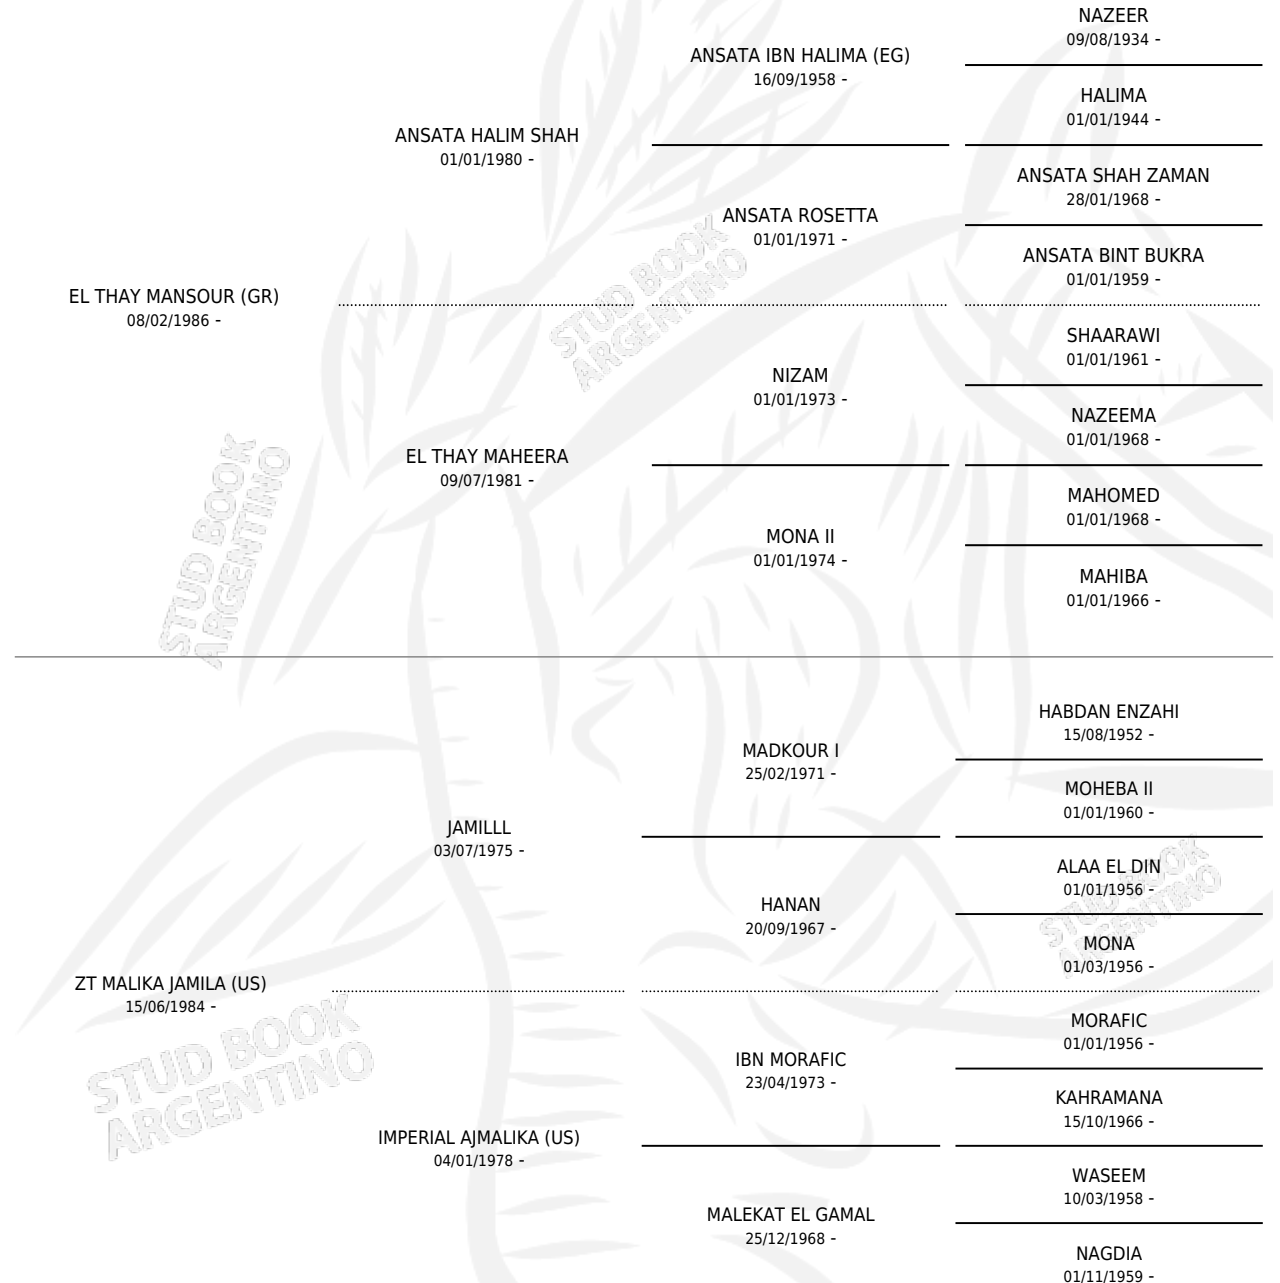 NAZEER
09/08/1934 -
ANSATA IBN HALIMA (EG)
16/09/1958 -
HALIMA
01/01/1944 -
ANSATA HALIM SHAH
01/01/1980 -
ANSATA SHAH ZAMAN
28/01/1968 -
ANSATA ROSETTA
01/01/1971 -
ANSATA BINT BUKRA
01/01/1959 -
EL THAY MANSOUR (GR)
08/02/1986 -
SHAARAWI
01/01/1961 -
NIZAM
01/01/1973 -
NAZEEMA
01/01/1968 -
EL THAY MAHEERA
09/07/1981 -
MAHOMED
01/01/1968 -
MONA II
01/01/1974 -
MAHIBA
01/01/1966 -
HABDAN ENZAHI
15/08/1952 -
MADKOUR I
25/02/1971 -
MOHEBA II
01/01/1960 -
JAMILLL
03/07/1975 -
ALAA EL DIN
01/01/1956 -
HANAN
20/09/1967 -
MONA
01/03/1956 -
ZT MALIKA JAMILA (US)
15/06/1984 -
MORAFIC
01/01/1956 -
IBN MORAFIC
23/04/1973 -
KAHRAMANA
15/10/1966 -
IMPERIAL AJMALIKA (US)
04/01/1978 -
WASEEM
10/03/1958 -
MALEKAT EL GAMAL
25/12/1968 -
NAGDIA
01/11/1959 -
STUD BOOK
ARGENTINO
STUD BOOK
ARGENTINO
STUD BOOK
ARGENTINO
STUD BOOK
ARGENTINO